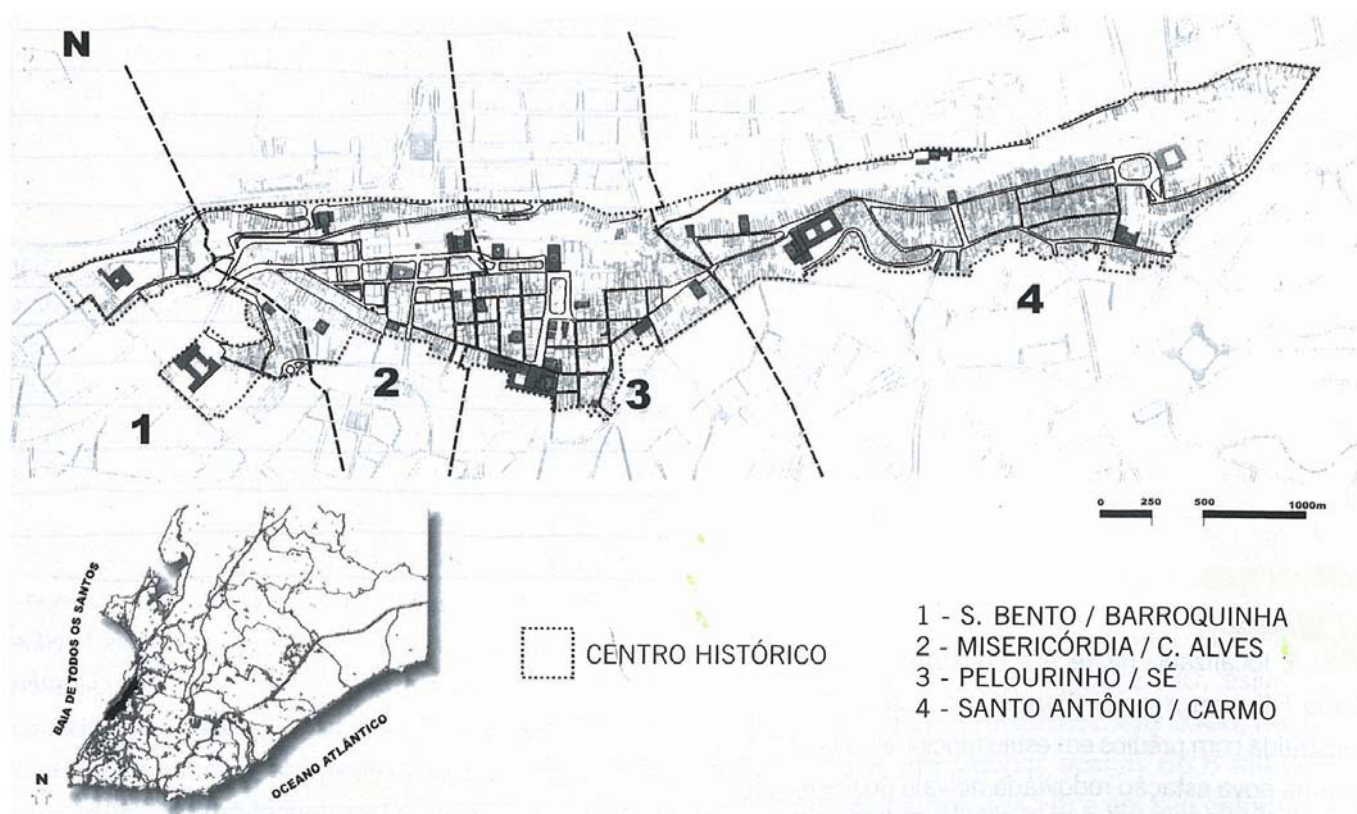 N
1
2
3
4
0 250 500 1000m
BAIA DE TODOS OS SANTOS
OCEANO ATLÂNTICO
N
CENTRO HISTÓRICO
1 - S. BENTO / BARROQUINHA
2 - MISERICÓRDIA / C. ALVES
3 - PELOURINHO / SÉ
4 - SANTO ANTÔNIO / CARMO